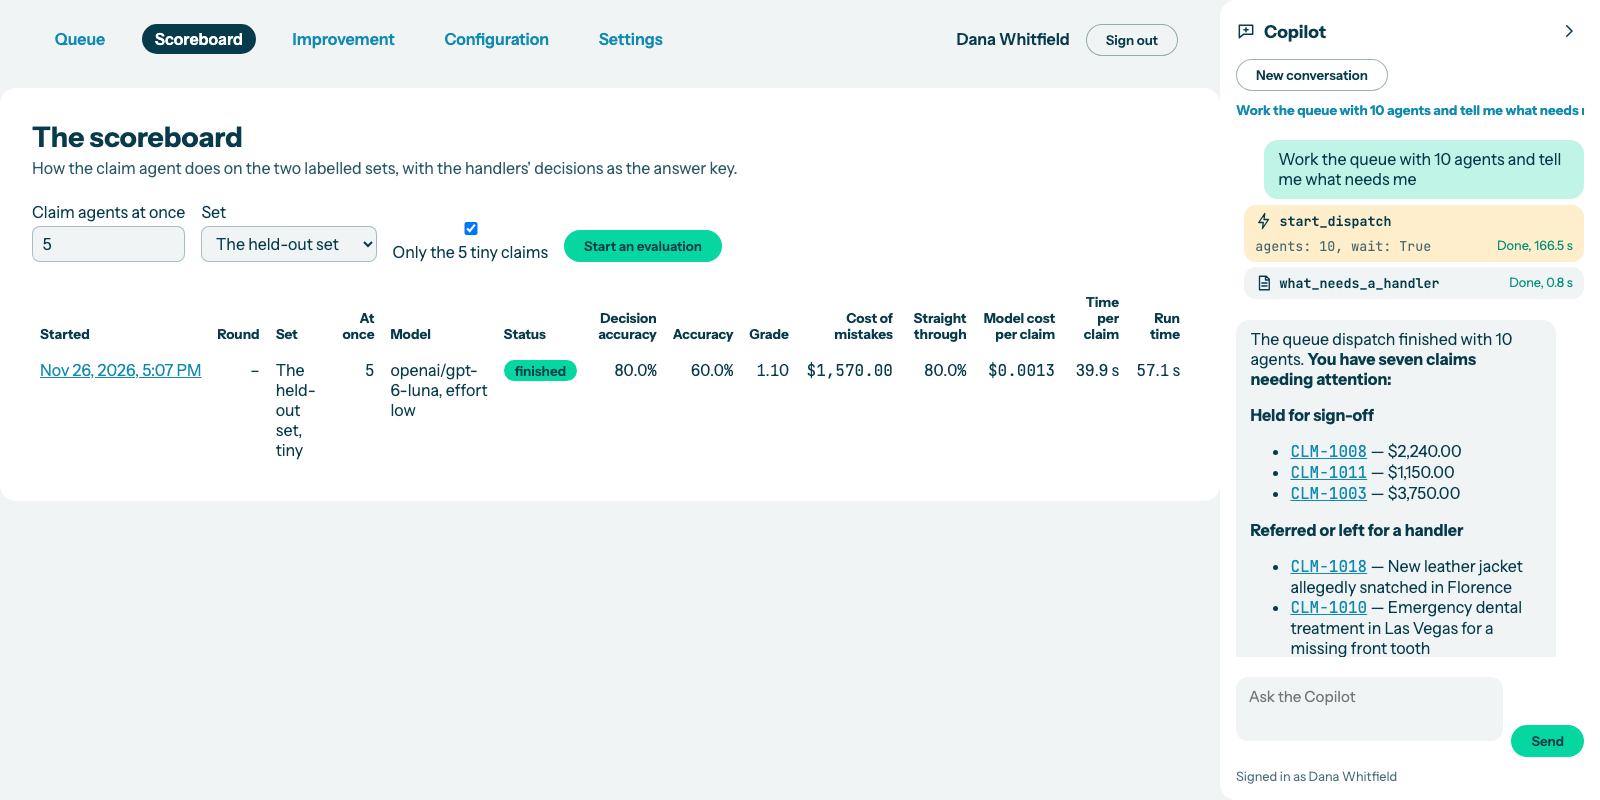 Queue
Scoreboard
Improvement
Configuration
Settings
Dana Whitfield
Sign out
The scoreboard
How the claim agent does on the two labelled sets, with the handlers' decisions as the answer key.
Claim agents at once
Set
5
The held-out set
Only the 5 tiny claims
Start an evaluation
Started
Round
Set
At once
Model
Status
Decision accuracy
Accuracy
Grade
Cost of mistakes
Straight through
Model cost per claim
Time per claim
Run time
Nov 26, 2026, 5:07 PM
–
The held-out set, tiny
5
openai/gpt-6-luna, effort low
finished
80.0%
60.0%
1.10
$1,570.00
80.0%
$0.0013
39.9 s
57.1 s
Copilot
New conversation
Work the queue with 10 agents and tell me what needs
Work the queue with 10 agents and tell
me what needs me
start_dispatch
agents: 10, wait: True
Done, 166.5 s
what_needs_a_handler
Done, 0.8 s
The queue dispatch finished with 10
agents. You have seven claims
needing attention:
Held for sign-off
• CLM-1008 — $2,240.00
• CLM-1011 — $1,150.00
• CLM-1003 — $3,750.00
Referred or left for a handler
• CLM-1018 — New leather jacket
allegedly snatched in Florence
• CLM-1010 — Emergency dental
treatment in Las Vegas for a
missing front tooth
Ask the Copilot
Send
Signed in as Dana Whitfield